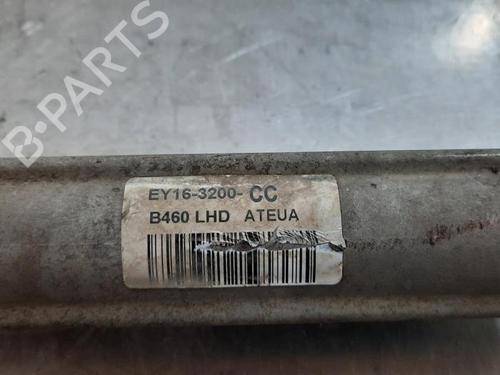 B-PARTS
EY16-3200- CC
B460 LHD ATEUA